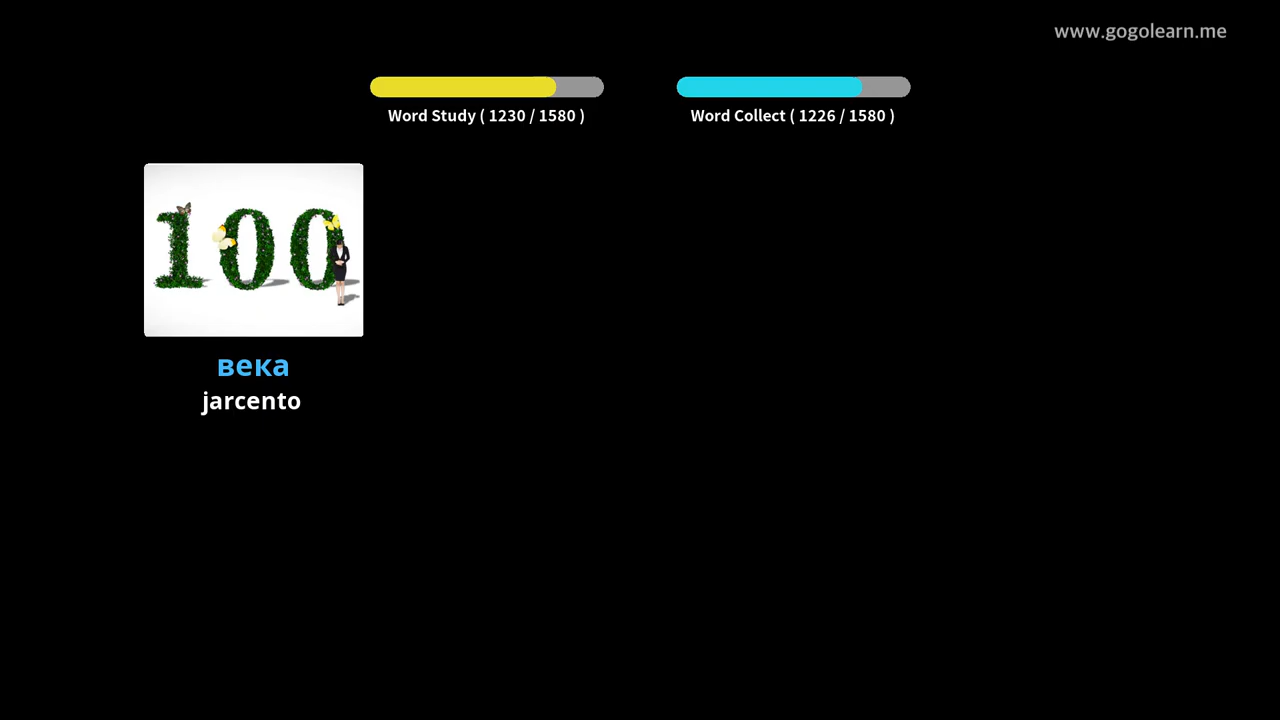 www.gogolearn.me
Word Study ( 1230 / 1580 )
Word Collect ( 1226 / 1580 )
100
века
jarcento